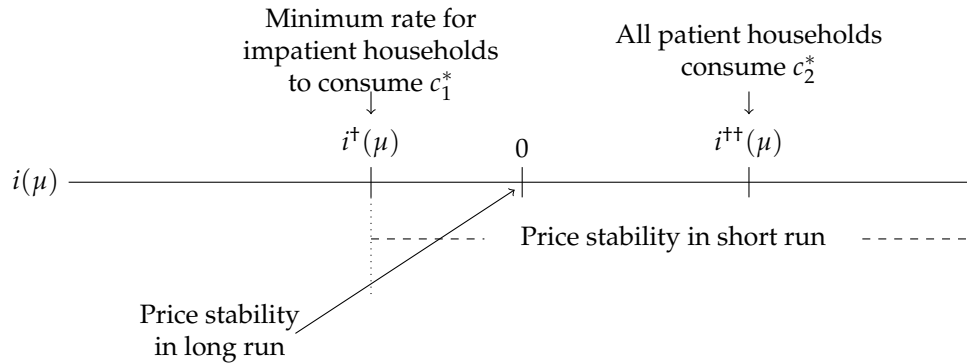 Minimum rate for
impatient households
to consume c₁*
All patient households
consume c₂*
i†(μ)
0
i††(μ)
i(μ)
Price stability in short run
Price stability
in long run